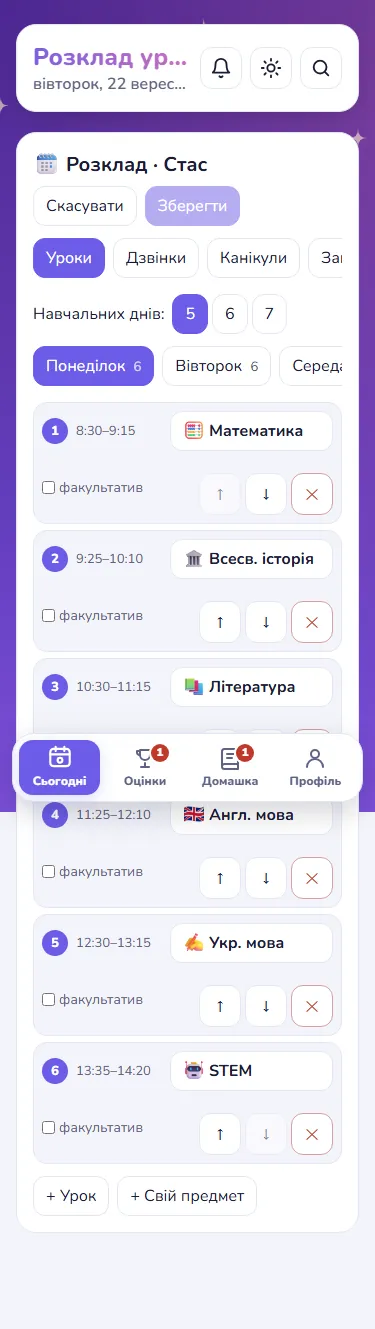 Розклад ур...
вівторок, 22 верес...
Розклад · Стас
Скасувати Зберегти
Уроки Дзвінки Канікули
Навчальних днів: 5 6 7
Понеділок 6 Вівторок 6 Середа
1 8:30–9:15 Математика
факультатив ↑ ↓ ×
2 9:25–10:10 Всесв. історія
факультатив ↑ ↓ ×
3 10:30–11:15 Література
Сьогодні Оцінки 1 Домашка 1 Профіль
4 11:25–12:10 Англ. мова
факультатив ↑ ↓ ×
5 12:30–13:15 Укр. мова
факультатив ↑ ↓ ×
6 13:35–14:20 STEM
факультатив ↑ ↓ ×
+ Урок + Свій предмет